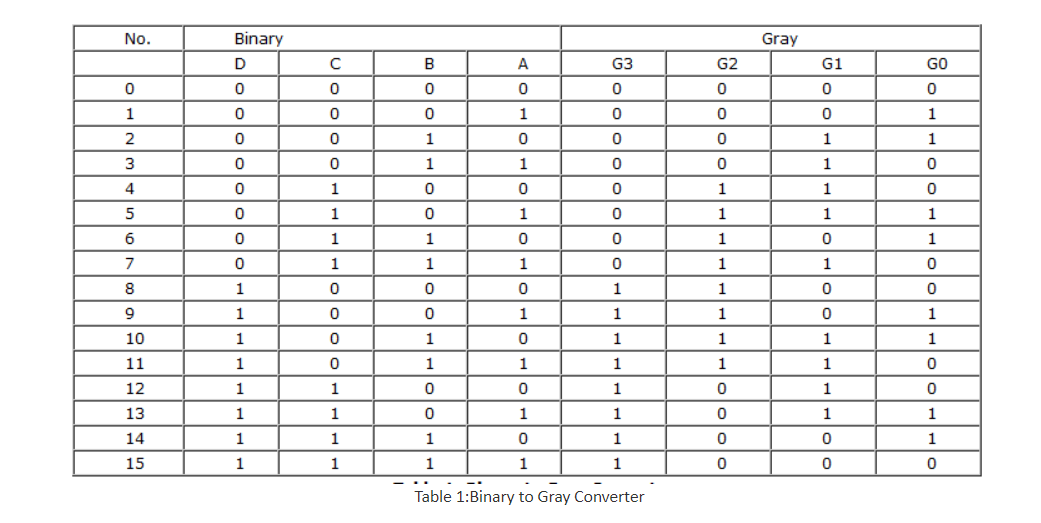 No. Binary Gray
D C B A G3 G2 G1 G0
0 0 0 0 0 0 0 0 0
1 0 0 0 1 0 0 0 1
2 0 0 1 0 0 0 1 1
3 0 0 1 1 0 0 1 0
4 0 1 0 0 0 1 1 0
5 0 1 0 1 0 1 1 1
6 0 1 1 0 0 1 0 1
7 0 1 1 1 0 1 1 0
8 1 0 0 0 1 1 0 0
9 1 0 0 1 1 1 0 1
10 1 0 1 0 1 1 1 1
11 1 0 1 1 1 1 1 0
12 1 1 0 0 1 0 1 0
13 1 1 0 1 1 0 1 1
14 1 1 1 0 1 0 0 1
15 1 1 1 1 1 0 0 0
Table 1:Binary to Gray Converter